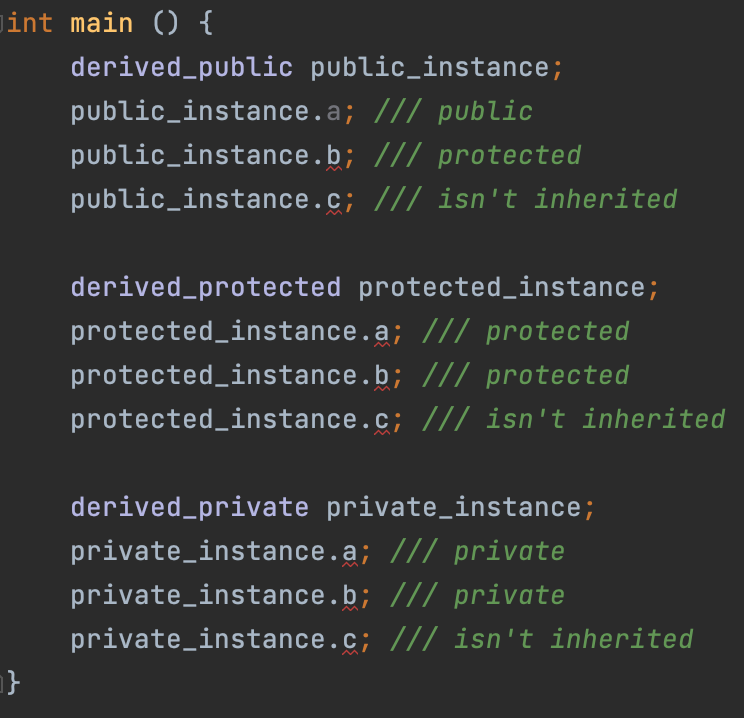 int main () {
    derived_public public_instance;
    public_instance.a; /// public
    public_instance.b; /// protected
    public_instance.c; /// isn't inherited

    derived_protected protected_instance;
    protected_instance.a; /// protected
    protected_instance.b; /// protected
    protected_instance.c; /// isn't inherited

    derived_private private_instance;
    private_instance.a; /// private
    private_instance.b; /// private
    private_instance.c; /// isn't inherited
}